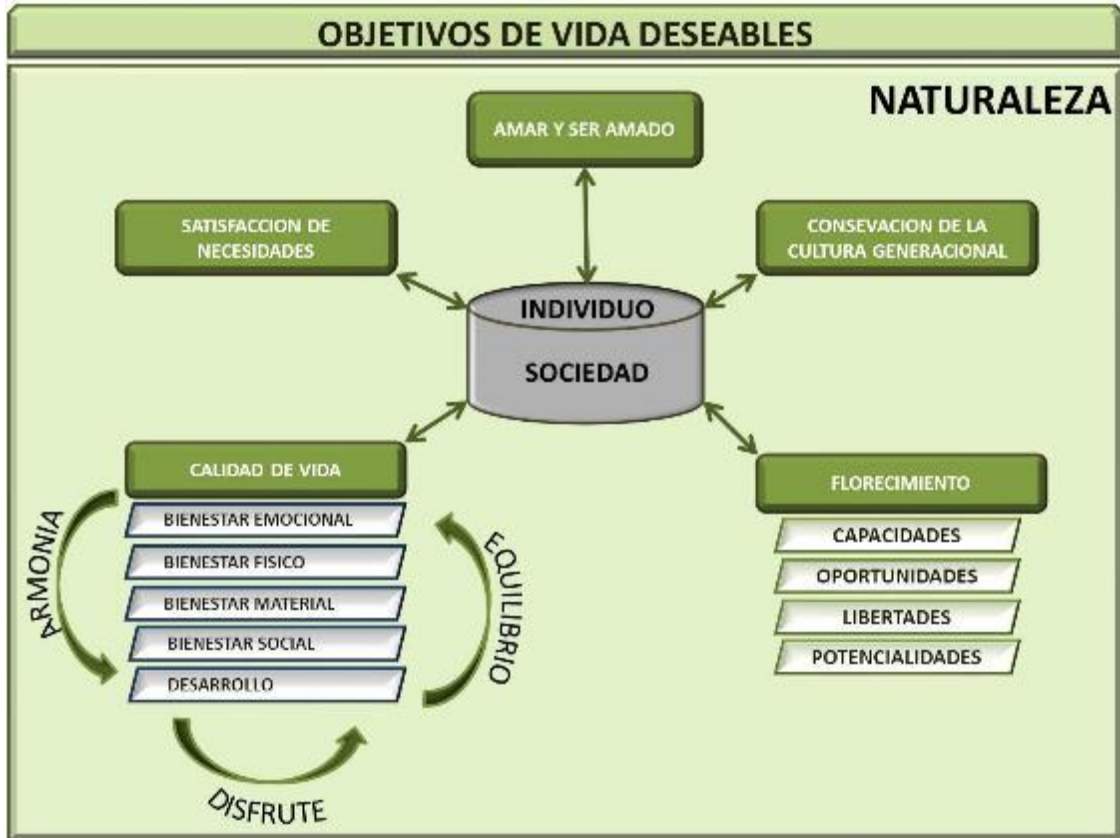 OBJETIVOS DE VIDA DESEABLES
NATURALEZA
AMAR Y SER AMADO
SATISFACCION DE
NECESIDADES
CONSEVACION DE LA
CULTURA GENERACIONAL
INDIVIDUO
SOCIEDAD
CALIDAD DE VIDA
BIENESTAR EMOCIONAL
BIENESTAR FISICO
BIENESTAR MATERIAL
BIENESTAR SOCIAL
DESARROLLO
ARMONIA
EQUILIBRIO
DISFRUTE
FLORECIMIENTO
CAPACIDADES
OPORTUNIDADES
LIBERTADES
POTENCIALIDADES